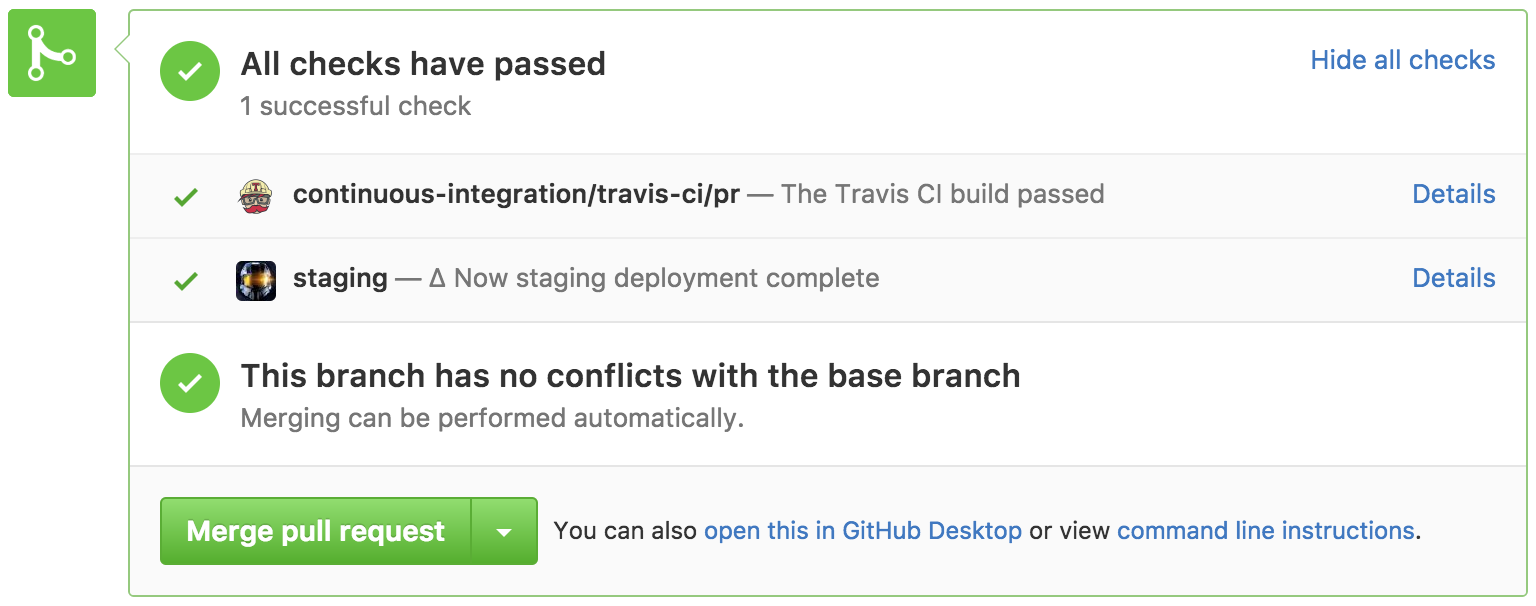 All checks have passed
Hide all checks
1 successful check
continuous-integration/travis-ci/pr — The Travis CI build passed
Details
staging — Δ Now staging deployment complete
Details
This branch has no conflicts with the base branch
Merging can be performed automatically.
Merge pull request
You can also open this in GitHub Desktop or view command line instructions.